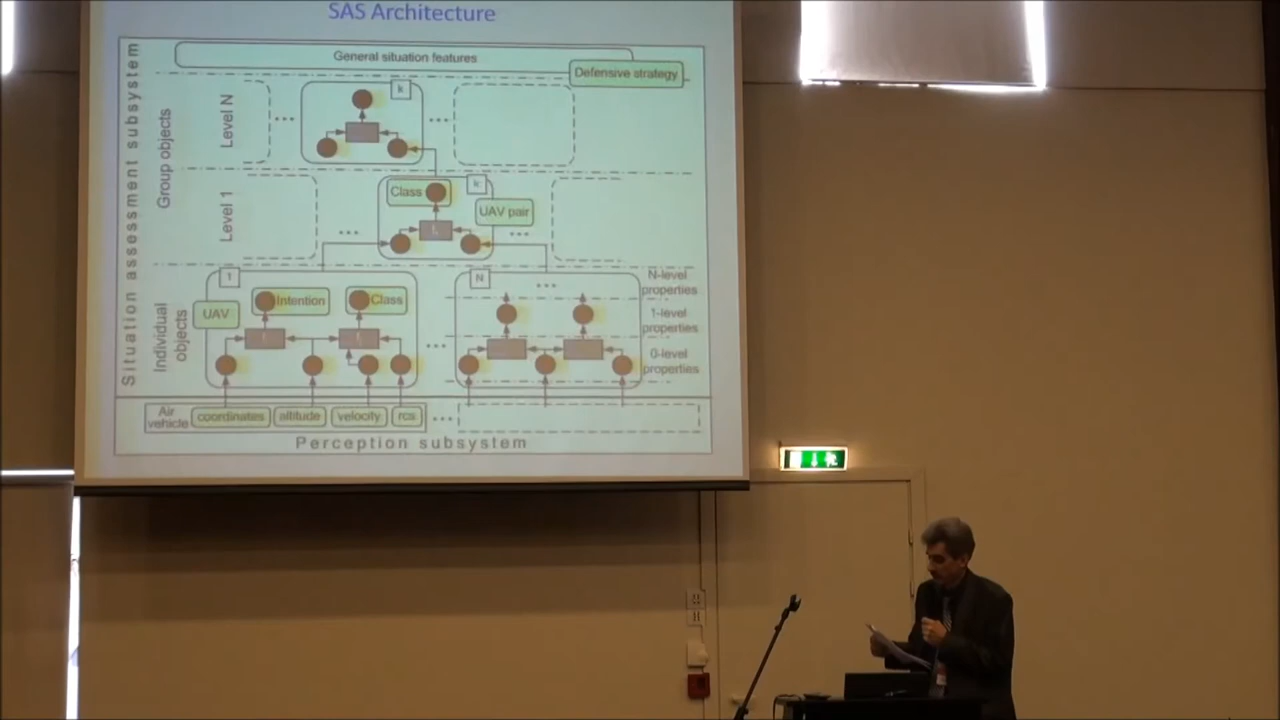 SAS Architecture
General situation features
Defensive strategy
Situation assessment subsystem
Group objects
Level N
k
Level 1
Class
k
UAV pair
Individual objects
1
UAV
Intention
Class
N
N-level properties
1-level properties
0-level properties
Air vehicle
coordinates
altitude
velocity
rcs
Perception subsystem